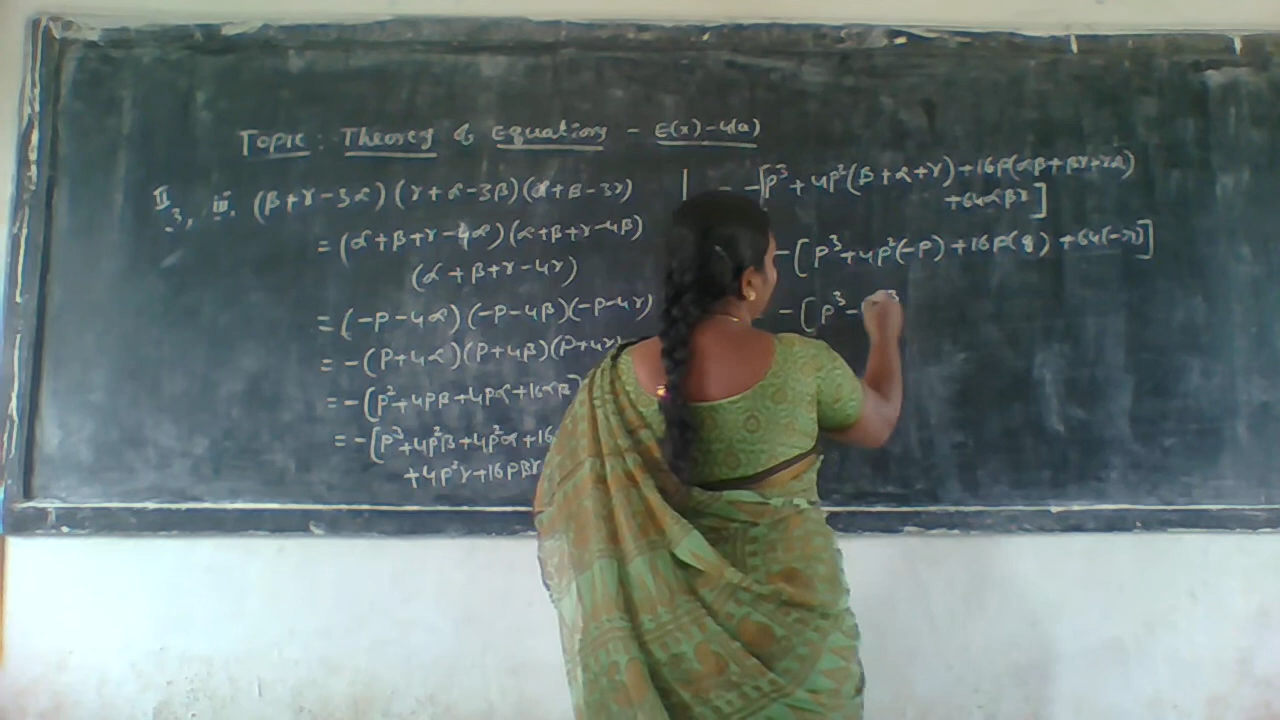 Topic: Theory of Equations - E(x)-4(a)
II 3, iii. (β+γ-3α)(γ+α-3β)(α+β-3γ)
=(α+β+γ-4α)(α+β+γ-4β)
(α+β+γ-4γ)
=(-P-4α)(-P-4β)(-P-4γ)
=-(P+4α)(P+4β)(P+4γ)
=-(P²+4Pβ+4Pα+16αβ)
=-[P³+4P²β+4P²α+16
+4P²γ+16Pβγ
-[P³+4P²(β+α+γ)+16P(αβ+βγ+γα)
+64αβγ]
-[P³+4P²(-P)+16P(q)+64(-r)]
-[P³-